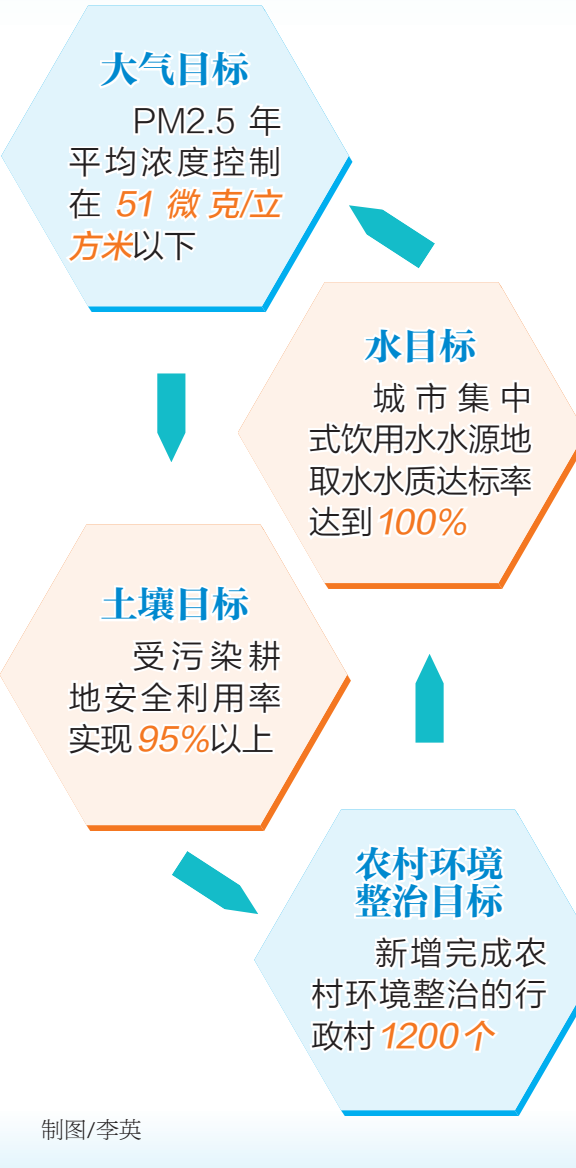 大气目标
PM2.5 年
平均浓度控制
在 51 微克/立
方米以下
水目标
城市集中
式饮用水水源地
取水水质达标率
达到100%
土壤目标
受污染耕
地安全利用率
实现95%以上
农村环境
整治目标
新增完成农
村环境整治的行
政村1200个
制图/李英